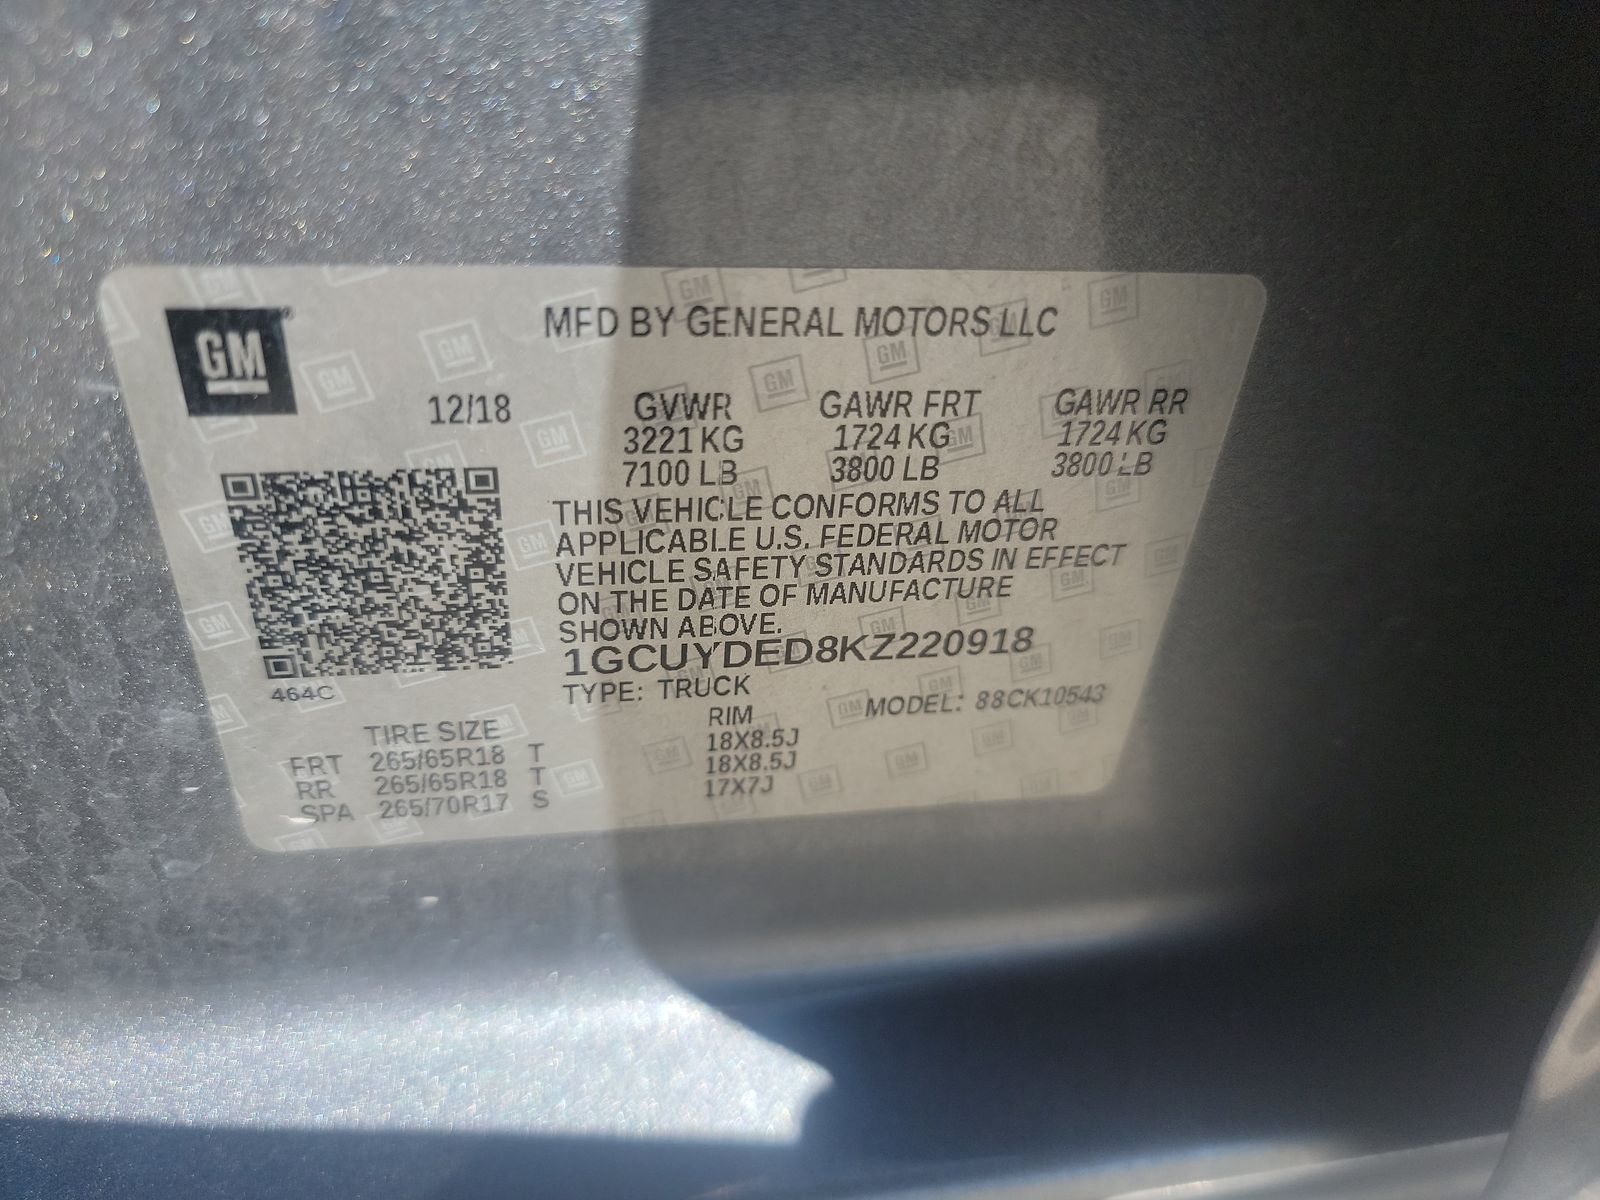 GM
MFD BY GENERAL MOTORS LLC
12/18 GVWR GAWR FRT GAWR RR
3221 KG 1724 KG 1724 KG
7100 LB 3800 LB 3800 LB
THIS VEHICLE CONFORMS TO ALL
APPLICABLE U.S. FEDERAL MOTOR
VEHICLE SAFETY STANDARDS IN EFFECT
ON THE DATE OF MANUFACTURE
SHOWN ABOVE.
1GCUYDED8KZ220918
464C
TYPE: TRUCK MODEL: 88CK10543
TIRE SIZE RIM
FRT 265/65R18 T 18X8.5J
RR 265/65R18 T 18X8.5J
SPA 265/70R17 S 17X7J